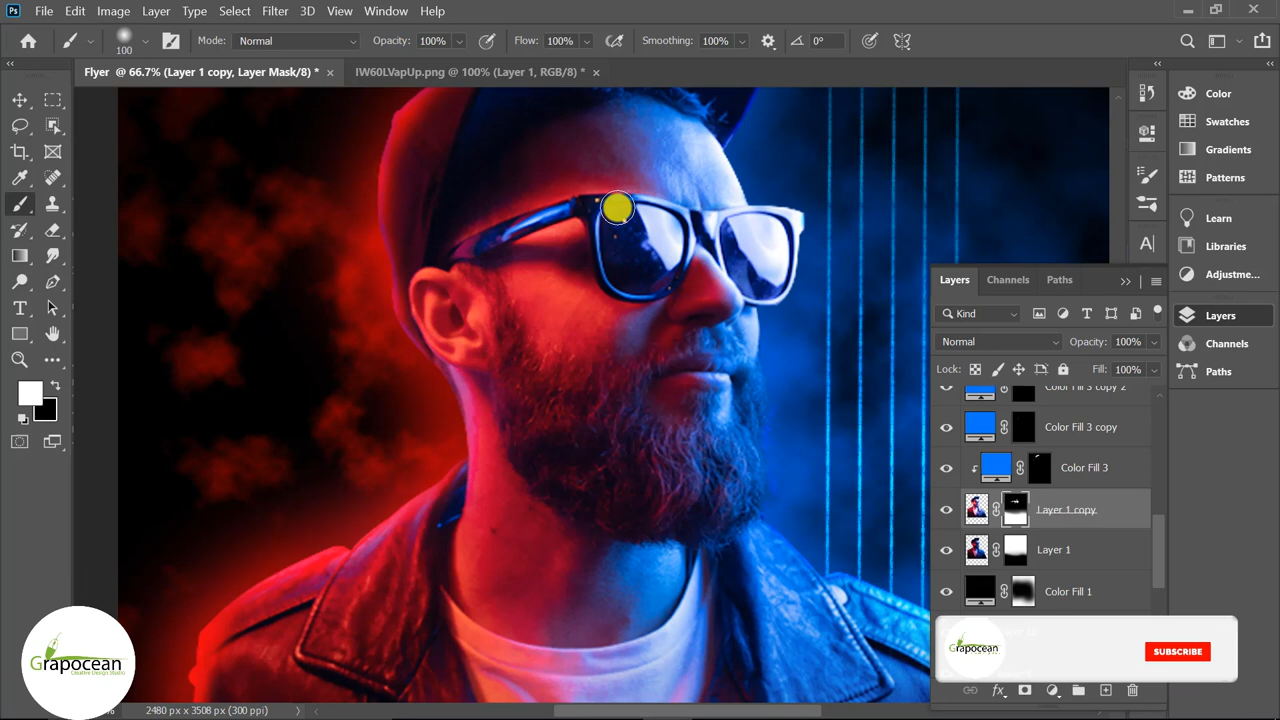 Ps File Edit Image Layer Type Select Filter 3D View Window Help
100 Mode: Normal Opacity: 100% Flow: 100% Smoothing: 100% 0°
Flyer @ 66.7% (Layer 1 copy, Layer Mask/8) * × IW60LVapUp.png @ 100% (Layer 1, RGB/8) * ×
Color
Swatches
Gradients
Patterns
Learn
Libraries
Adjustme...
Layers
Channels
Paths
Layers Channels Paths
Kind
Normal Opacity: 100%
Lock: Fill: 100%
Color Fill 3 copy 2
Color Fill 3 copy
Color Fill 3
Layer 1 copy
Layer 1
Color Fill 1
Grapocean
SUBSCRIBE
Grapocean
Creative Design Studio
2480 px x 3508 px (300 ppi)